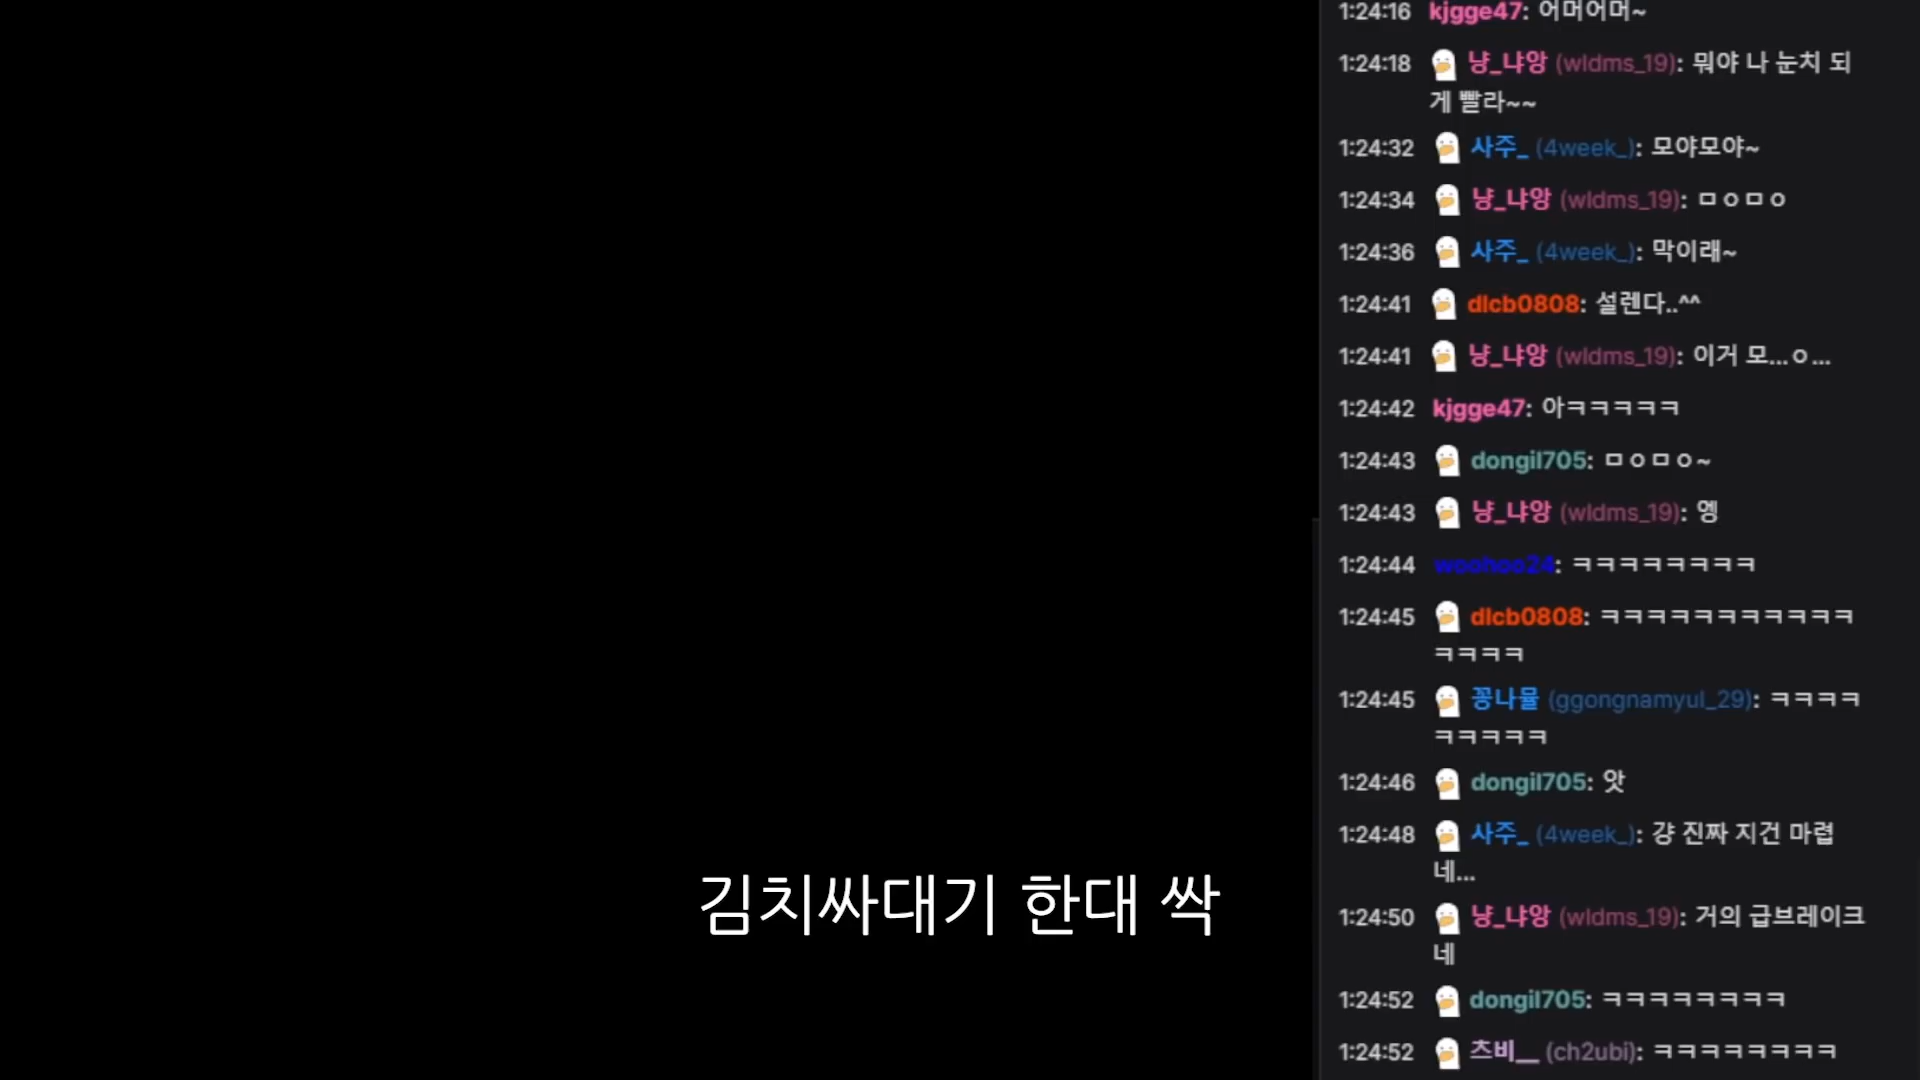 1:24:16 kjgge47: 어머어머~
1:24:18 냥_냐앙 (wldms_19): 뭐야 나 눈치 되
게 빨라~~
1:24:32 사주_ (4week_): 모야모야~
1:24:34 냥_냐앙 (wldms_19): ㅁㅇㅁㅇ
1:24:36 사주_ (4week_): 막이래~
1:24:41 dlcb0808: 설렌다..^^
1:24:41 냥_냐앙 (wldms_19): 이거 모...ㅇ...
1:24:42 kjgge47: 아ㅋㅋㅋㅋㅋ
1:24:43 dongil705: ㅁㅇㅁㅇ~
1:24:43 냥_냐앙 (wldms_19): 엥
1:24:44 woohoo24: ㅋㅋㅋㅋㅋㅋㅋㅋ
1:24:45 dlcb0808: ㅋㅋㅋㅋㅋㅋㅋㅋㅋㅋㅋ
ㅋㅋㅋㅋ
1:24:45 꽁나뮬 (ggongnamyul_29): ㅋㅋㅋㅋ
ㅋㅋㅋㅋㅋ
1:24:46 dongil705: 앗
1:24:48 사주_ (4week_): 걍 진짜 지건 마렵
네...
1:24:50 냥_냐앙 (wldms_19): 거의 급브레이크
네
1:24:52 dongil705: ㅋㅋㅋㅋㅋㅋㅋㅋ
1:24:52 츠비__ (ch2ubi): ㅋㅋㅋㅋㅋㅋㅋㅋ
김치싸대기 한대 싹